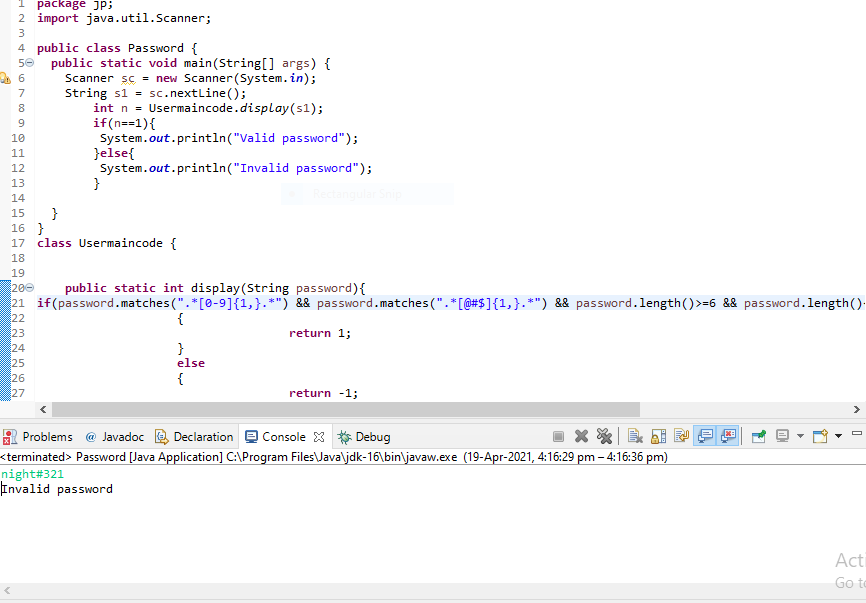 1 package jp;
2 import java.util.Scanner;
3
4 public class Password {
5 public static void main(String[] args) {
6 Scanner sc = new Scanner(System.in);
7 String s1 = sc.nextLine();
8 int n = Usermaincode.display(s1);
9 if(n==1){
10 System.out.println("Valid password");
11 }else{
12 System.out.println("Invalid password");
13 }
14
15 }
16 }
17 class Usermaincode {
18
19
20 public static int display(String password){
21 if(password.matches(".*[0-9]{1,}.*") && password.matches(".*[@#$]{1,}.*") && password.length()>=6 && password.length()
22 {
23 return 1;
24 }
25 else
26 {
27 return -1;
Problems @ Javadoc Declaration Console Debug
<terminated> Password [Java Application] C:\Program Files\Java\jdk-16\bin\javaw.exe (19-Apr-2021, 4:16:29 pm – 4:16:36 pm)
night#321
Invalid password
Rectangular Snip
Acti
Go to